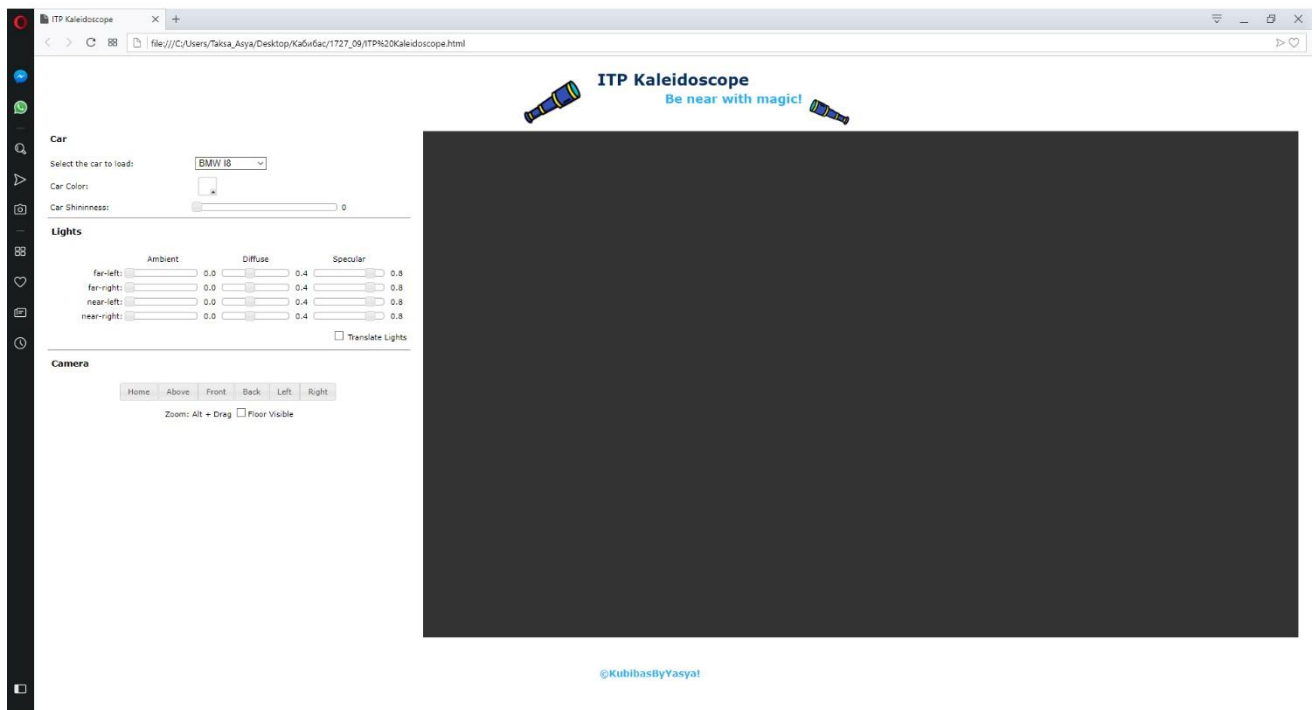 ITP Kaleidoscope
file:///C:/Users/Taksa_Asya/Desktop/Кабибас/1727_09/ITP%20Kaleidoscope.html
ITP Kaleidoscope
Be near with magic!
Car
Select the car to load: BMW I8
Car Color:
Car Shininness: 0
Lights
Ambient Diffuse Specular
far-left: 0.0 0.4 0.8
far-right: 0.0 0.4 0.8
near-left: 0.0 0.4 0.8
near-right: 0.0 0.4 0.8
Translate Lights
Camera
Home Above Front Back Left Right
Zoom: Alt + Drag Floor Visible
©KubibasByYasya!